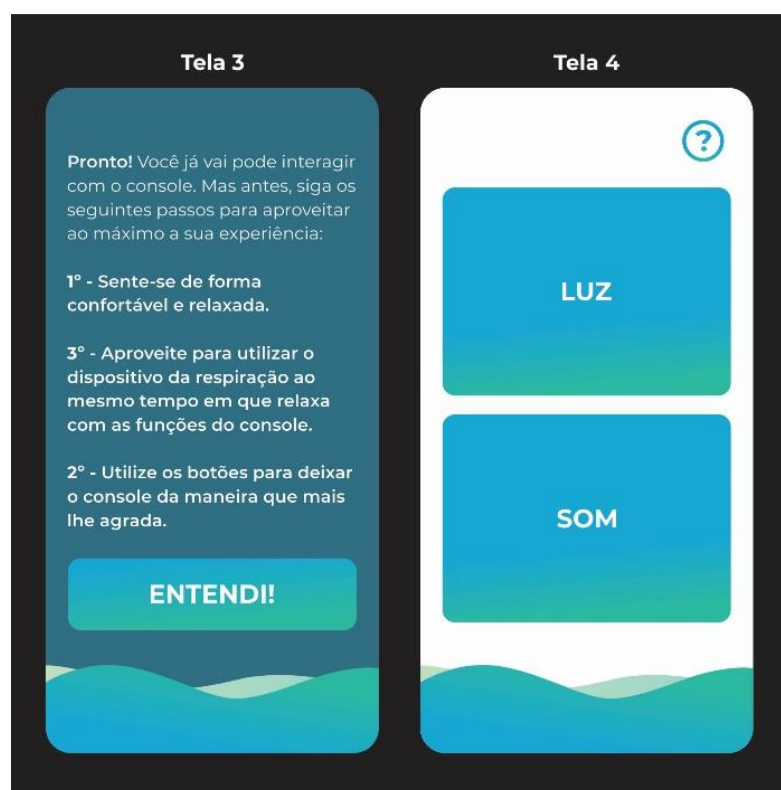 Tela 3
Pronto! Você já vai pode interagir
com o console. Mas antes, siga os
seguintes passos para aproveitar
ao máximo a sua experiência:
1º - Sente-se de forma
confortável e relaxada.
3º - Aproveite para utilizar o
dispositivo da respiração ao
mesmo tempo em que relaxa
com as funções do console.
2º - Utilize os botões para deixar
o console da maneira que mais
lhe agrada.
ENTENDI!
Tela 4
?
LUZ
SOM